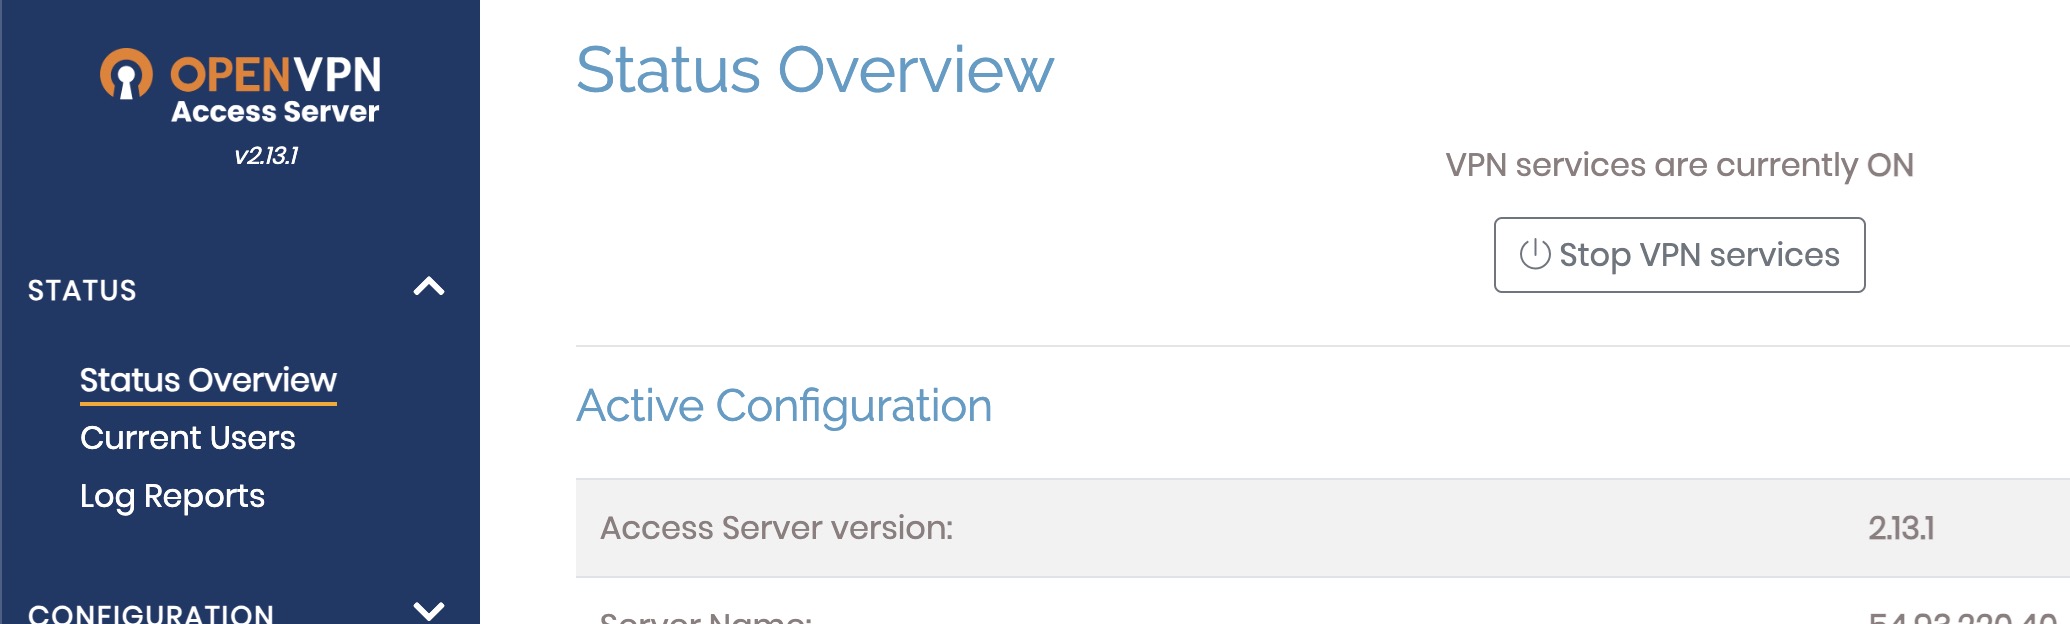 OPENVPN
Access Server
v2.13.1
STATUS
Status Overview
Current Users
Log Reports
CONFIGURATION
Status Overview
VPN services are currently ON
Stop VPN services
Active Configuration
Access Server version: 2.13.1
Server Name: